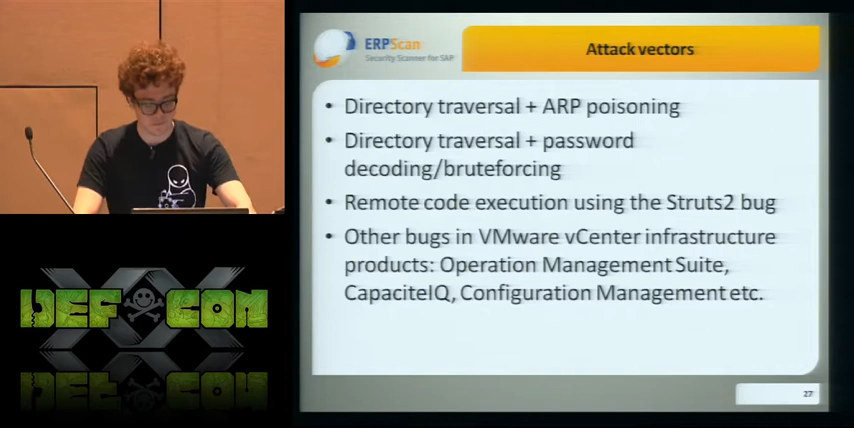 ERPScan
Security Scanner for SAP
Attack vectors
• Directory traversal + ARP poisoning
• Directory traversal + password
decoding/bruteforcing
• Remote code execution using the Struts2 bug
• Other bugs in VMware vCenter infrastructure
products: Operation Management Suite,
CapaciteIQ, Configuration Management etc.
27
XX
DEF CON